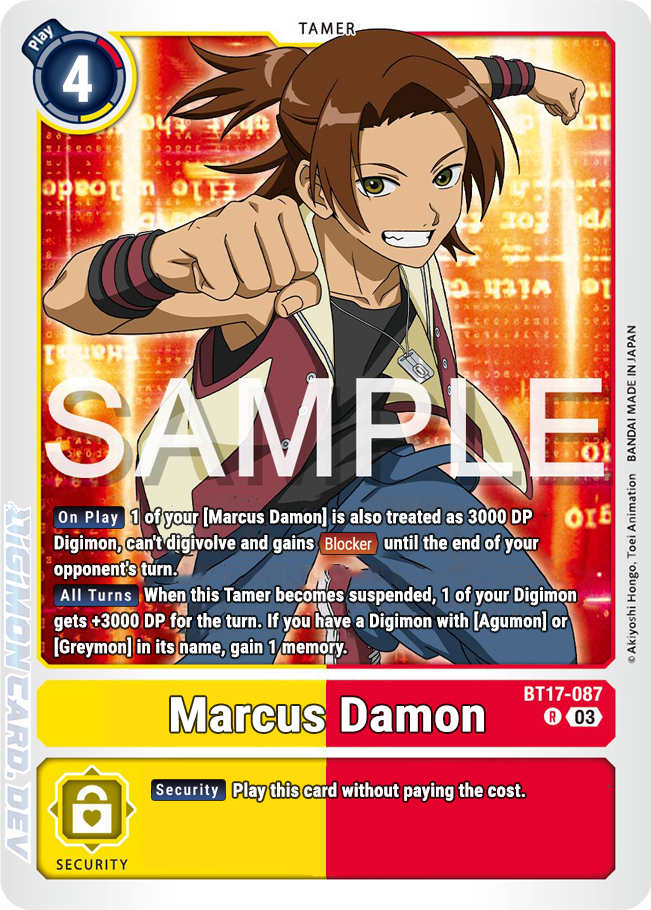 TAMER
Play
4
SAMPLE
On Play 1 of your [Marcus Damon] is also treated as 3000 DP
Digimon, can't digivolve and gains Blocker until the end of your
opponent's turn.
All Turns When this Tamer becomes suspended, 1 of your Digimon
gets +3000 DP for the turn. If you have a Digimon with [Agumon] or
[Greymon] in its name, gain 1 memory.
© Akiyoshi Hongo, Toei Animation BANDAI MADE IN JAPAN
DIGIMON CARD.DEV
BT17-087
Marcus Damon
R 03
Security Play this card without paying the cost.
SECURITY